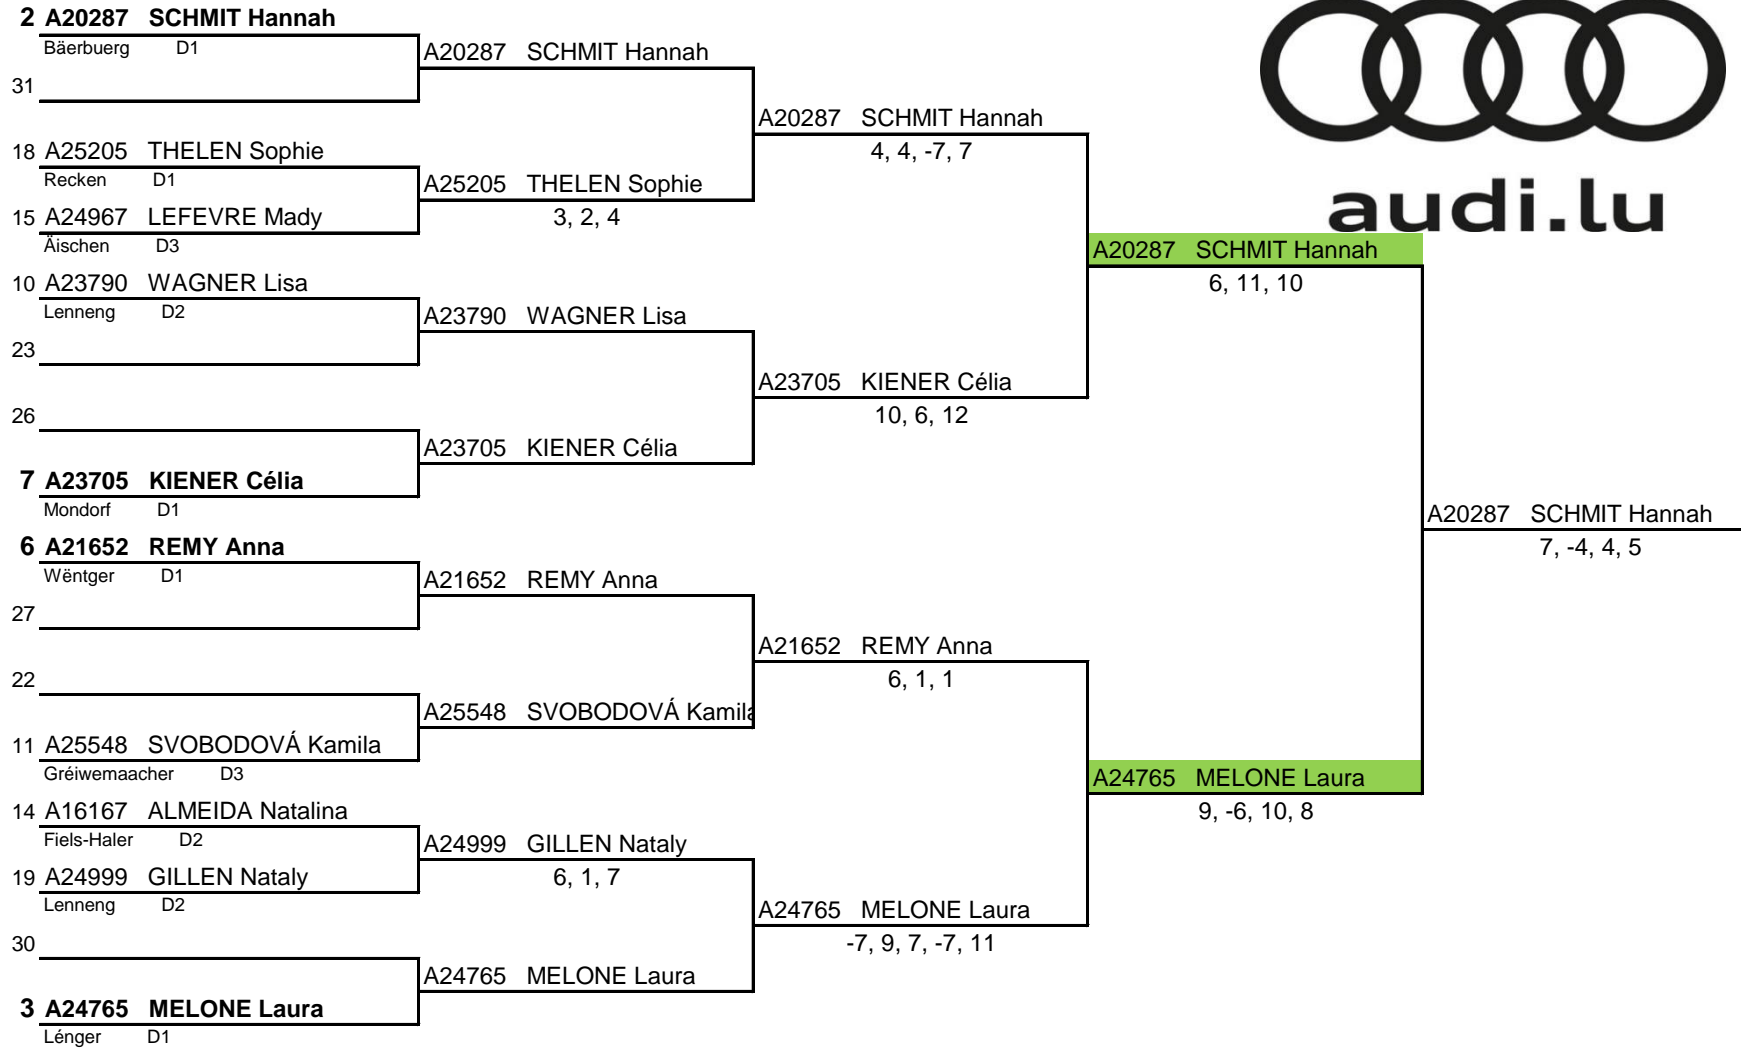 2 A20287 SCHMIT Hannah
Bäerbuerg D1
A20287 SCHMIT Hannah
31
A20287 SCHMIT Hannah
4, 4, -7, 7
18 A25205 THELEN Sophie
Recken D1
A25205 THELEN Sophie
3, 2, 4
15 A24967 LEFEVRE Mady
Äischen D3
audi.lu
A20287 SCHMIT Hannah
6, 11, 10
10 A23790 WAGNER Lisa
Lenneng D2
A23790 WAGNER Lisa
23
A23705 KIENER Célia
10, 6, 12
26
A23705 KIENER Célia
7 A23705 KIENER Célia
Mondorf D1
A20287 SCHMIT Hannah
7, -4, 4, 5
6 A21652 REMY Anna
Wëntger D1
A21652 REMY Anna
27
A21652 REMY Anna
6, 1, 1
22
A25548 SVOBODOVÁ Kamila
11 A25548 SVOBODOVÁ Kamila
Gréiwemaacher D3
A24765 MELONE Laura
9, -6, 10, 8
14 A16167 ALMEIDA Natalina
Fiels-Haler D2
A24999 GILLEN Nataly
6, 1, 7
19 A24999 GILLEN Nataly
Lenneng D2
A24765 MELONE Laura
-7, 9, 7, -7, 11
30
A24765 MELONE Laura
3 A24765 MELONE Laura
Lénger D1